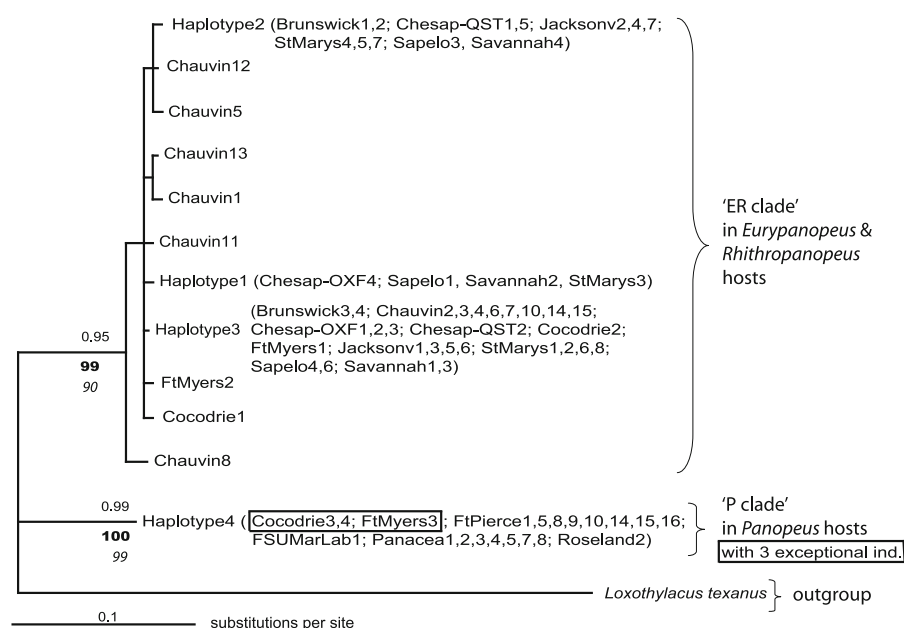 Haplotype2 (Brunswick1,2; Chesap-QST1,5; Jacksonv2,4,7;
StMarys4,5,7; Sapelo3, Savannah4)
Chauvin12
Chauvin5
Chauvin13
Chauvin1
Chauvin11
Haplotype1 (Chesap-OXF4; Sapelo1, Savannah2, StMarys3)
Haplotype3
(Brunswick3,4; Chauvin2,3,4,6,7,10,14,15;
Chesap-OXF1,2,3; Chesap-QST2; Cocodrie2;
FtMyers1; Jacksonv1,3,5,6; StMarys1,2,6,8;
Sapelo4,6; Savannah1,3)
FtMyers2
Cocodrie1
Chauvin8
'ER clade'
in Eurypanopeus &
Rhithropanopeus
hosts
0.95
99
90
0.99
100
99
Haplotype4 ( Cocodrie3,4; FtMyers3 ; FtPierce1,5,8,9,10,14,15,16;
FSUMarLab1; Panacea1,2,3,4,5,7,8; Roseland2)
'P clade'
in Panopeus hosts
with 3 exceptional ind.
Loxothylacus texanus
outgroup
0.1
substitutions per site